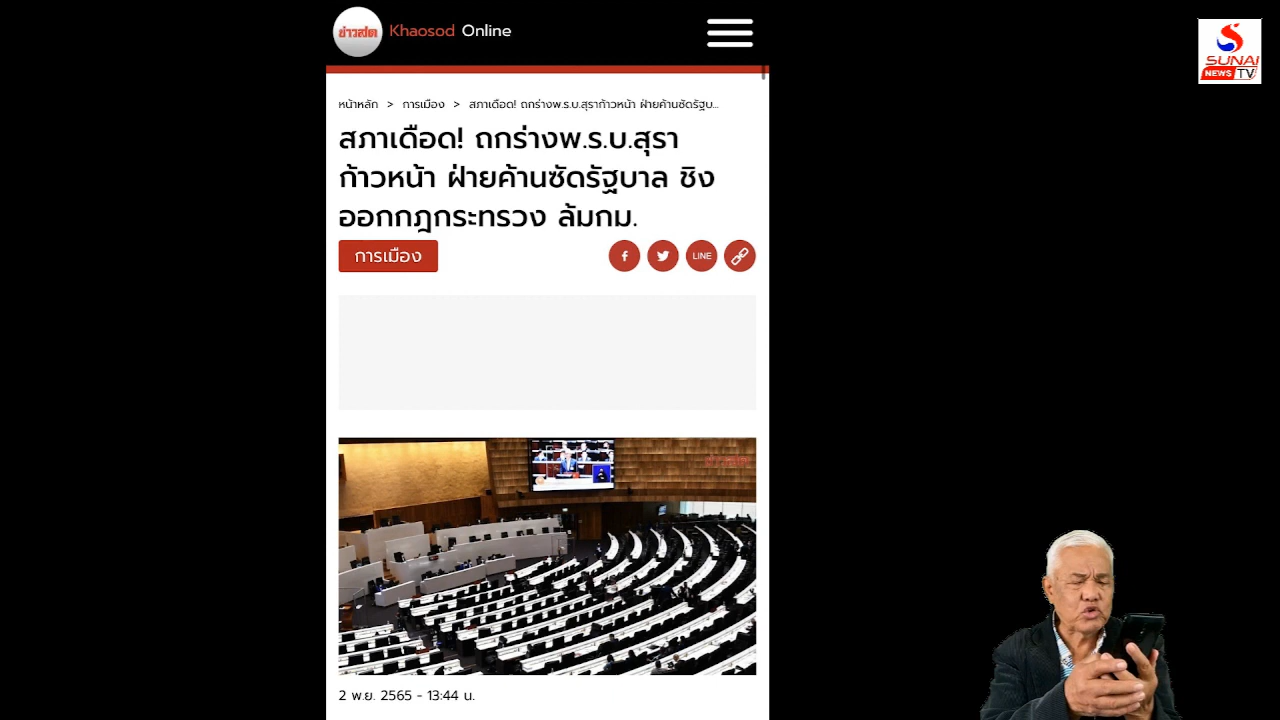 ข่าวสด Khaosod Online
SUNAI
NEWS TV
หน้าหลัก > การเมือง > สภาเดือด! ถกร่างพ.ร.บ.สุราก้าวหน้า ฝ่ายค้านซัดรัฐบ...
สภาเดือด! ถกร่างพ.ร.บ.สุรา
ก้าวหน้า ฝ่ายค้านซัดรัฐบาล ชิง
ออกกฎกระทรวง ล้มกม.
การเมือง
LINE
ข่าวสด
2 พ.ย. 2565 - 13:44 น.